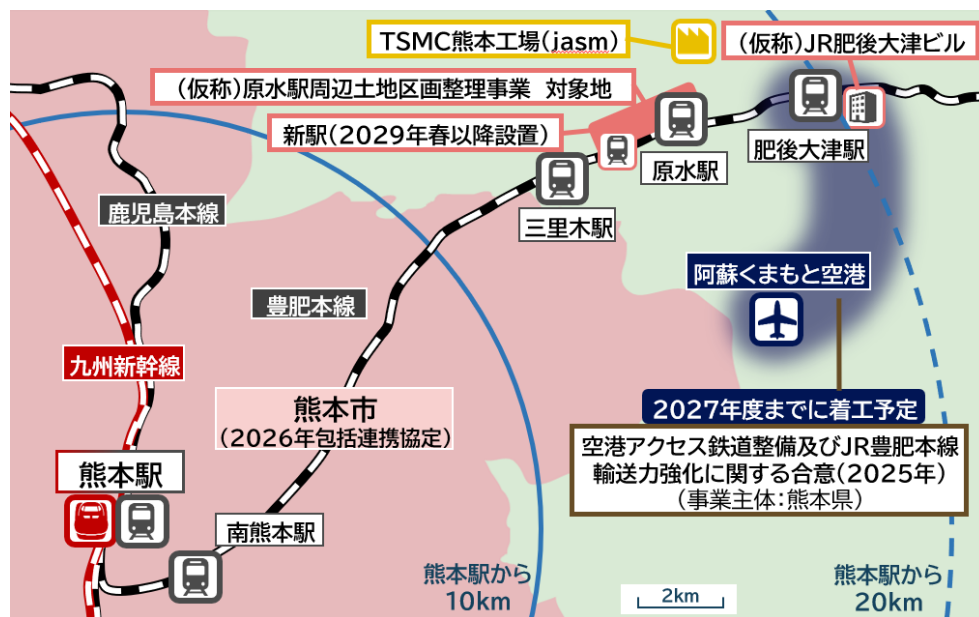 TSMC熊本工場(jasm)
(仮称)JR肥後大津ビル
(仮称)原水駅周辺土地区画整理事業 対象地
新駅(2029年春以降設置)
原水駅
肥後大津駅
三里木駅
鹿児島本線
阿蘇くまもと空港
豊肥本線
九州新幹線
熊本市
(2026年包括連携協定)
2027年度までに着工予定
空港アクセス鉄道整備及びJR豊肥本線
輸送力強化に関する合意(2025年)
(事業主体:熊本県)
熊本駅
南熊本駅
熊本駅から
10km
2km
熊本駅から
20km